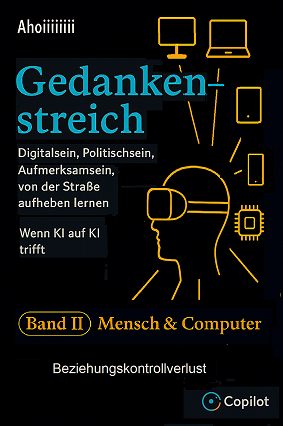 Ahoiiiiiii
Gedanken-
streich
Digitalsein, Politischsein,
Aufmerksamsein,
von der Straße
aufheben lernen
Wenn KI auf KI
trifft
Band II Mensch & Computer
Beziehungskontrollverlust
Copilot